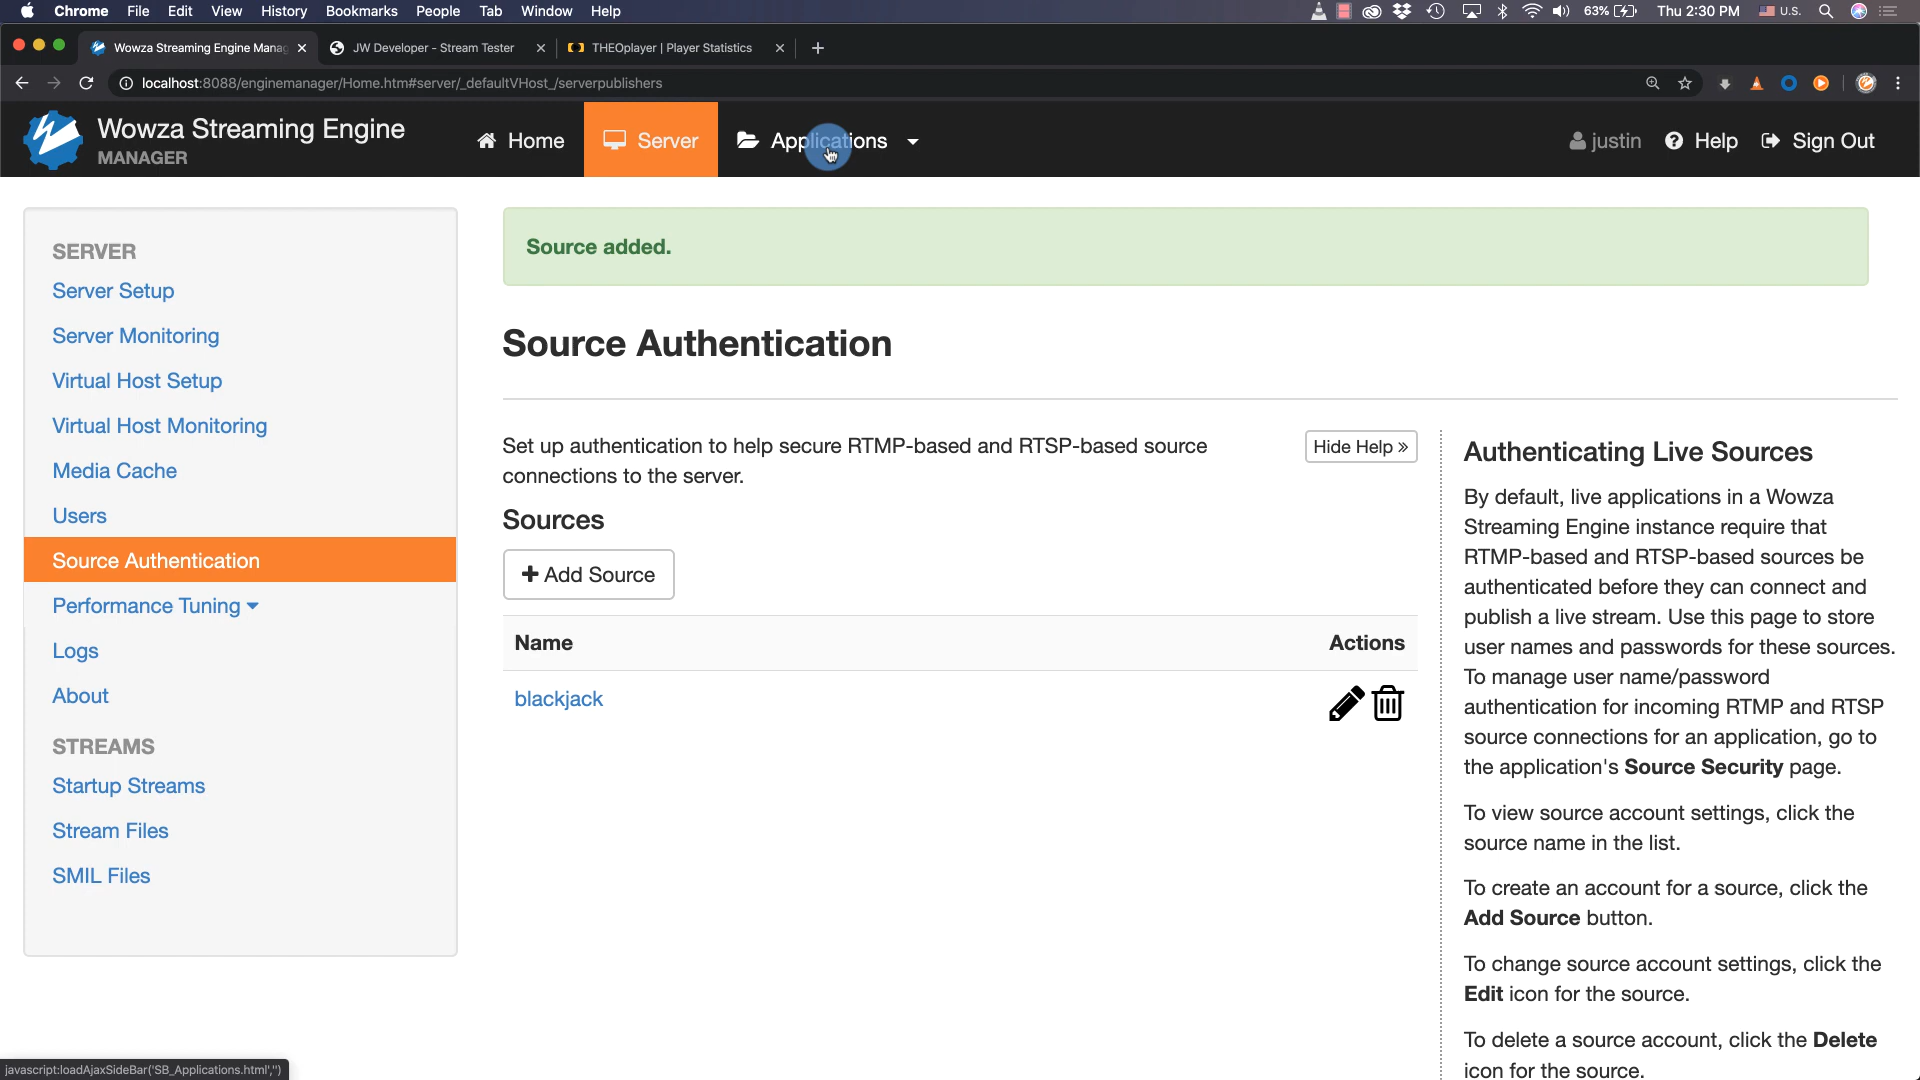 Chrome File Edit View History Bookmarks People Tab Window Help 63% Thu 2:30 PM U.S.
Wowza Streaming Engine Manag JW Developer - Stream Tester THEOplayer | Player Statistics
localhost:8088/enginemanager/Home.htm#server/_defaultVHost_/serverpublishers
Wowza Streaming Engine
MANAGER
Home Server Applications justin Help Sign Out
SERVER
Server Setup
Server Monitoring
Virtual Host Setup
Virtual Host Monitoring
Media Cache
Users
Source Authentication
Performance Tuning
Logs
About
STREAMS
Startup Streams
Stream Files
SMIL Files
Source added.
Source Authentication
Set up authentication to help secure RTMP-based and RTSP-based source
connections to the server.
Hide Help »
Sources
+ Add Source
Name Actions
blackjack
Authenticating Live Sources
By default, live applications in a Wowza
Streaming Engine instance require that
RTMP-based and RTSP-based sources be
authenticated before they can connect and
publish a live stream. Use this page to store
user names and passwords for these sources.
To manage user name/password
authentication for incoming RTMP and RTSP
source connections for an application, go to
the application's Source Security page.
To view source account settings, click the
source name in the list.
To create an account for a source, click the
Add Source button.
To change source account settings, click the
Edit icon for the source.
To delete a source account, click the Delete
icon for the source.
javascript:loadAjaxSideBar('SB_Applications.html','')